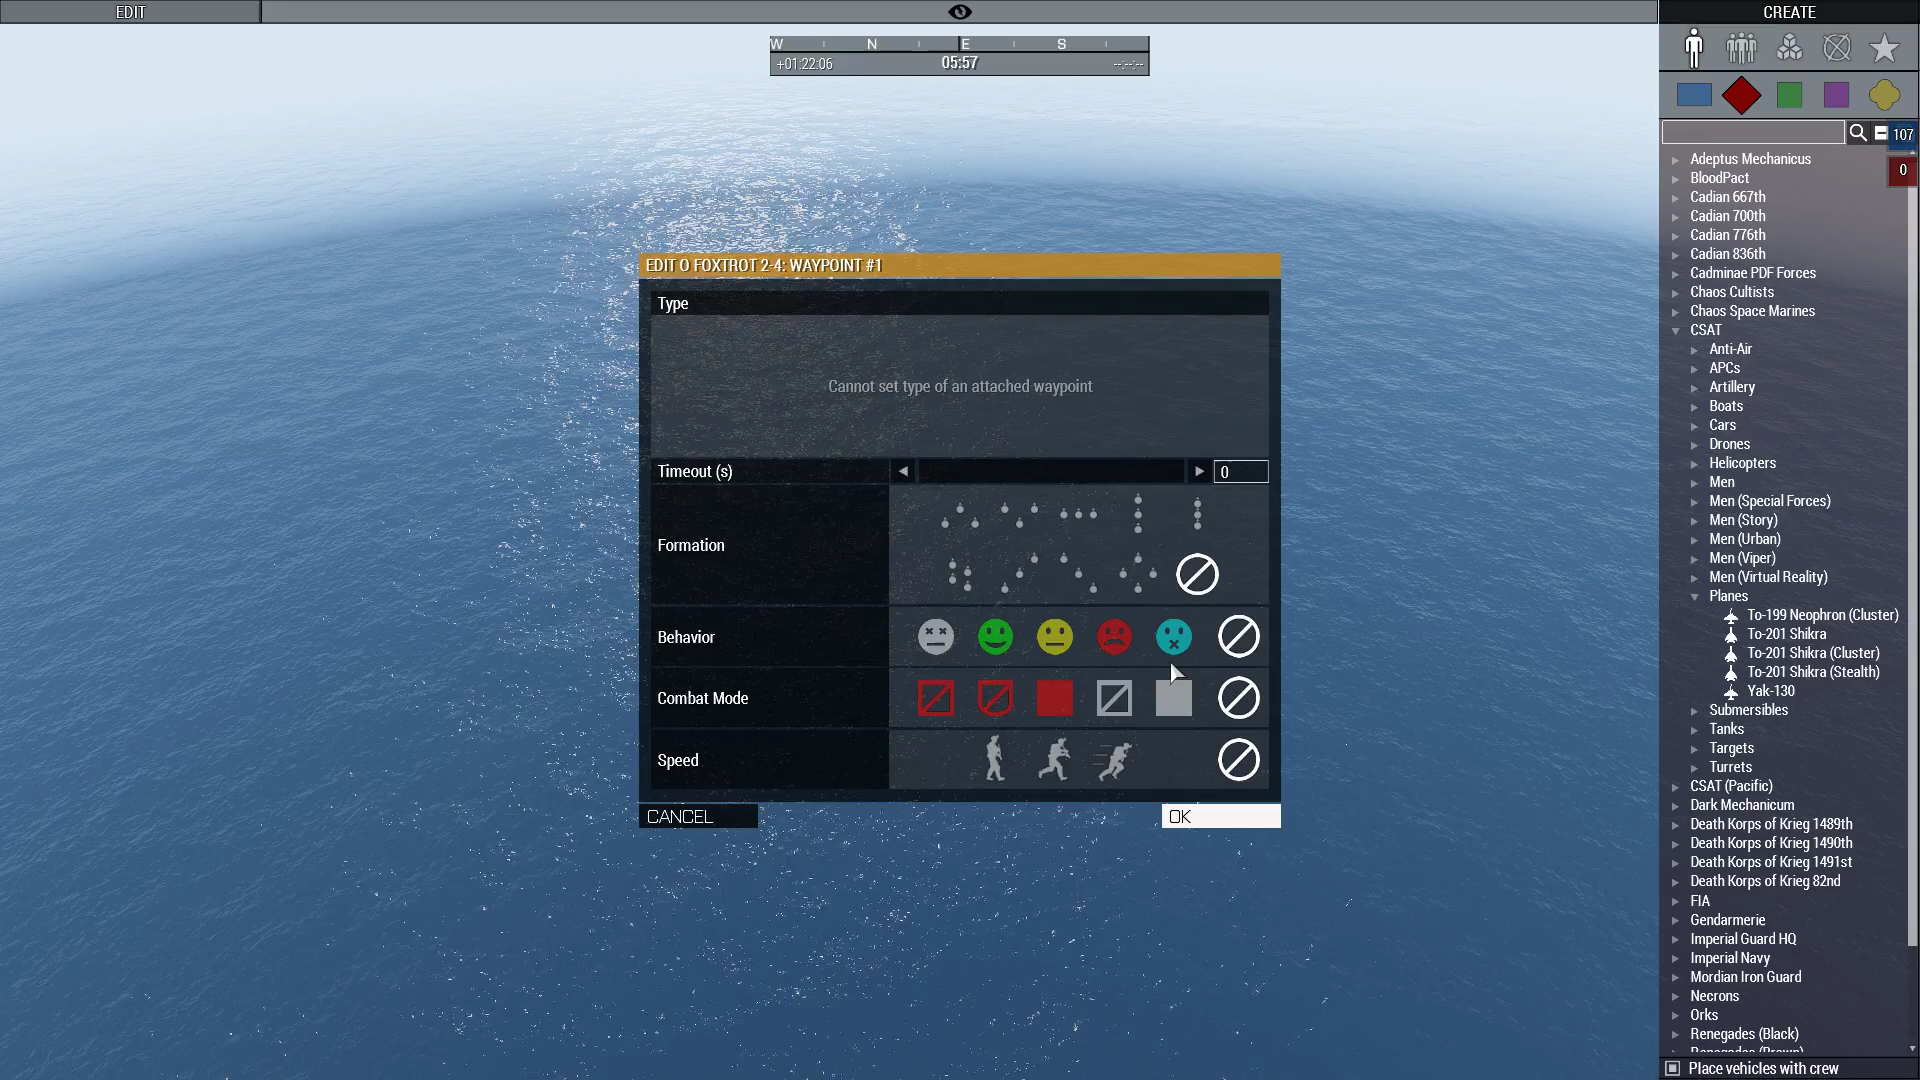 EDIT
CREATE
W N E S
+01:22:06 05:57 --:--:--
107
0
Adeptus Mechanicus
BloodPact
Cadian 667th
Cadian 700th
Cadian 776th
Cadian 836th
Cadminae PDF Forces
Chaos Cultists
Chaos Space Marines
CSAT
Anti-Air
APCs
Artillery
Boats
Cars
Drones
Helicopters
Men
Men (Special Forces)
Men (Story)
Men (Urban)
Men (Viper)
Men (Virtual Reality)
Planes
To-199 Neophron (Cluster)
To-201 Shikra
To-201 Shikra (Cluster)
To-201 Shikra (Stealth)
Yak-130
Submersibles
Tanks
Targets
Turrets
CSAT (Pacific)
Dark Mechanicum
Death Korps of Krieg 1489th
Death Korps of Krieg 1490th
Death Korps of Krieg 1491st
Death Korps of Krieg 82nd
FIA
Gendarmerie
Imperial Guard HQ
Imperial Navy
Mordian Iron Guard
Necrons
Orks
Renegades (Black)
Renegades (Brown)
Place vehicles with crew
EDIT O FOXTROT 2-4: WAYPOINT #1
Type
Cannot set type of an attached waypoint
Timeout (s) 0
Formation
Behavior
Combat Mode
Speed
CANCEL OK